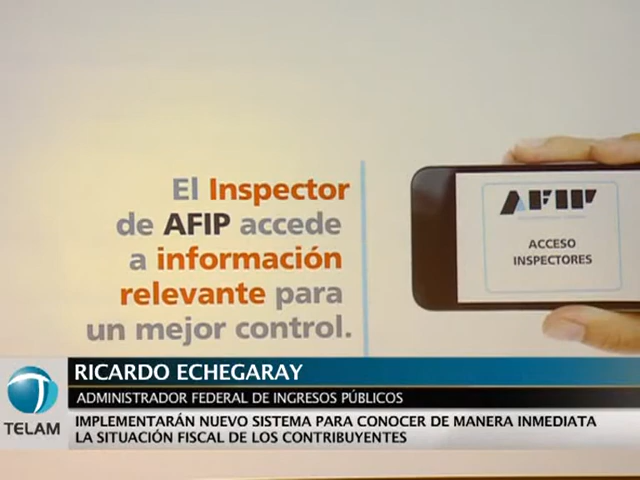 El Inspector
de AFIP accede
a información
relevante para
un mejor control.
AFIP
ACCESO
INSPECTORES
RICARDO ECHEGARAY
ADMINISTRADOR FEDERAL DE INGRESOS PÚBLICOS
IMPLEMENTARÁN NUEVO SISTEMA PARA CONOCER DE MANERA INMEDIATA
LA SITUACIÓN FISCAL DE LOS CONTRIBUYENTES
TELAM